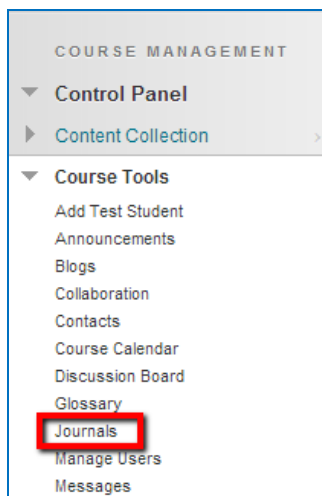 COURSE MANAGEMENT
Control Panel
Content Collection
Course Tools
Add Test Student
Announcements
Blogs
Collaboration
Contacts
Course Calendar
Discussion Board
Glossary
Journals
Manage Users
Messages